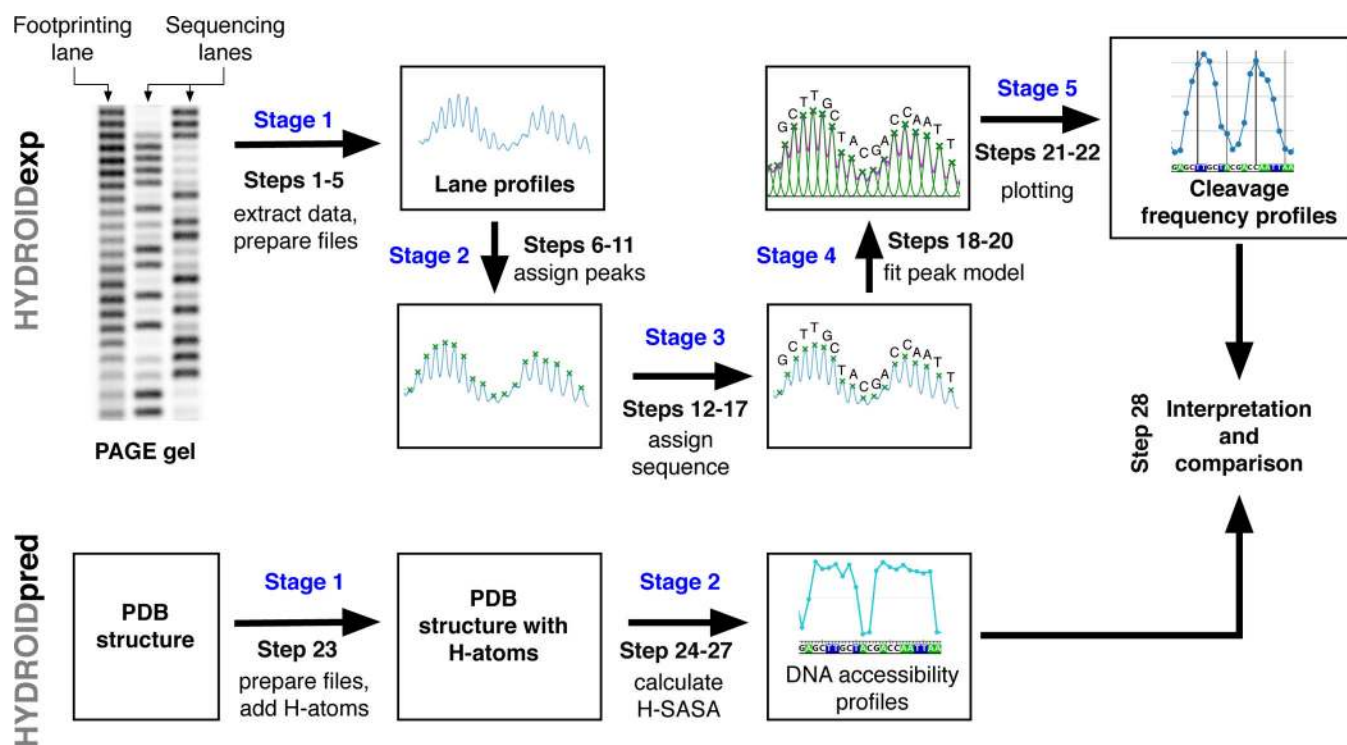 Footprinting
lane
Sequencing
lanes
HYDROIDexp
PAGE gel
Stage 1
Steps 1-5
extract data,
prepare files
Lane profiles
Stage 2
Steps 6-11
assign peaks
Stage 3
Steps 12-17
assign
sequence
G C T T G C T A C G A C C A A T T
Stage 4
Steps 18-20
fit peak model
G C T T G C T A C G A C C A A T T
Stage 5
Steps 21-22
plotting
GAGCTTGCTACGACCAATTAA
Cleavage
frequency profiles
Step 28
Interpretation
and
comparison
HYDROIDpred
PDB
structure
Stage 1
Step 23
prepare files,
add H-atoms
PDB
structure with
H-atoms
Stage 2
Step 24-27
calculate
H-SASA
GAGCTTGCTACGACCAATTAA
DNA accessibility
profiles